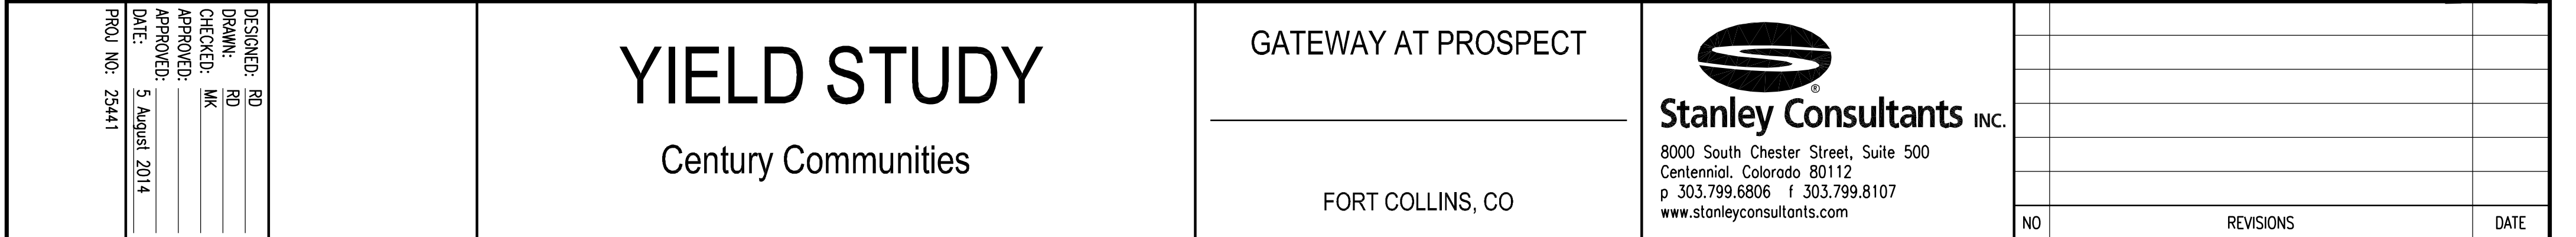 DESIGNED: RD
DRAWN: RD
CHECKED: MK
APPROVED:
APPROVED:
DATE: 5 August 2014
PROJ NO: 25441
YIELD STUDY
Century Communities
GATEWAY AT PROSPECT
FORT COLLINS, CO
®
Stanley Consultants INC.
8000 South Chester Street, Suite 500
Centennial. Colorado 80112
p 303.799.6806 f 303.799.8107
www.stanleyconsultants.com
NO REVISIONS DATE